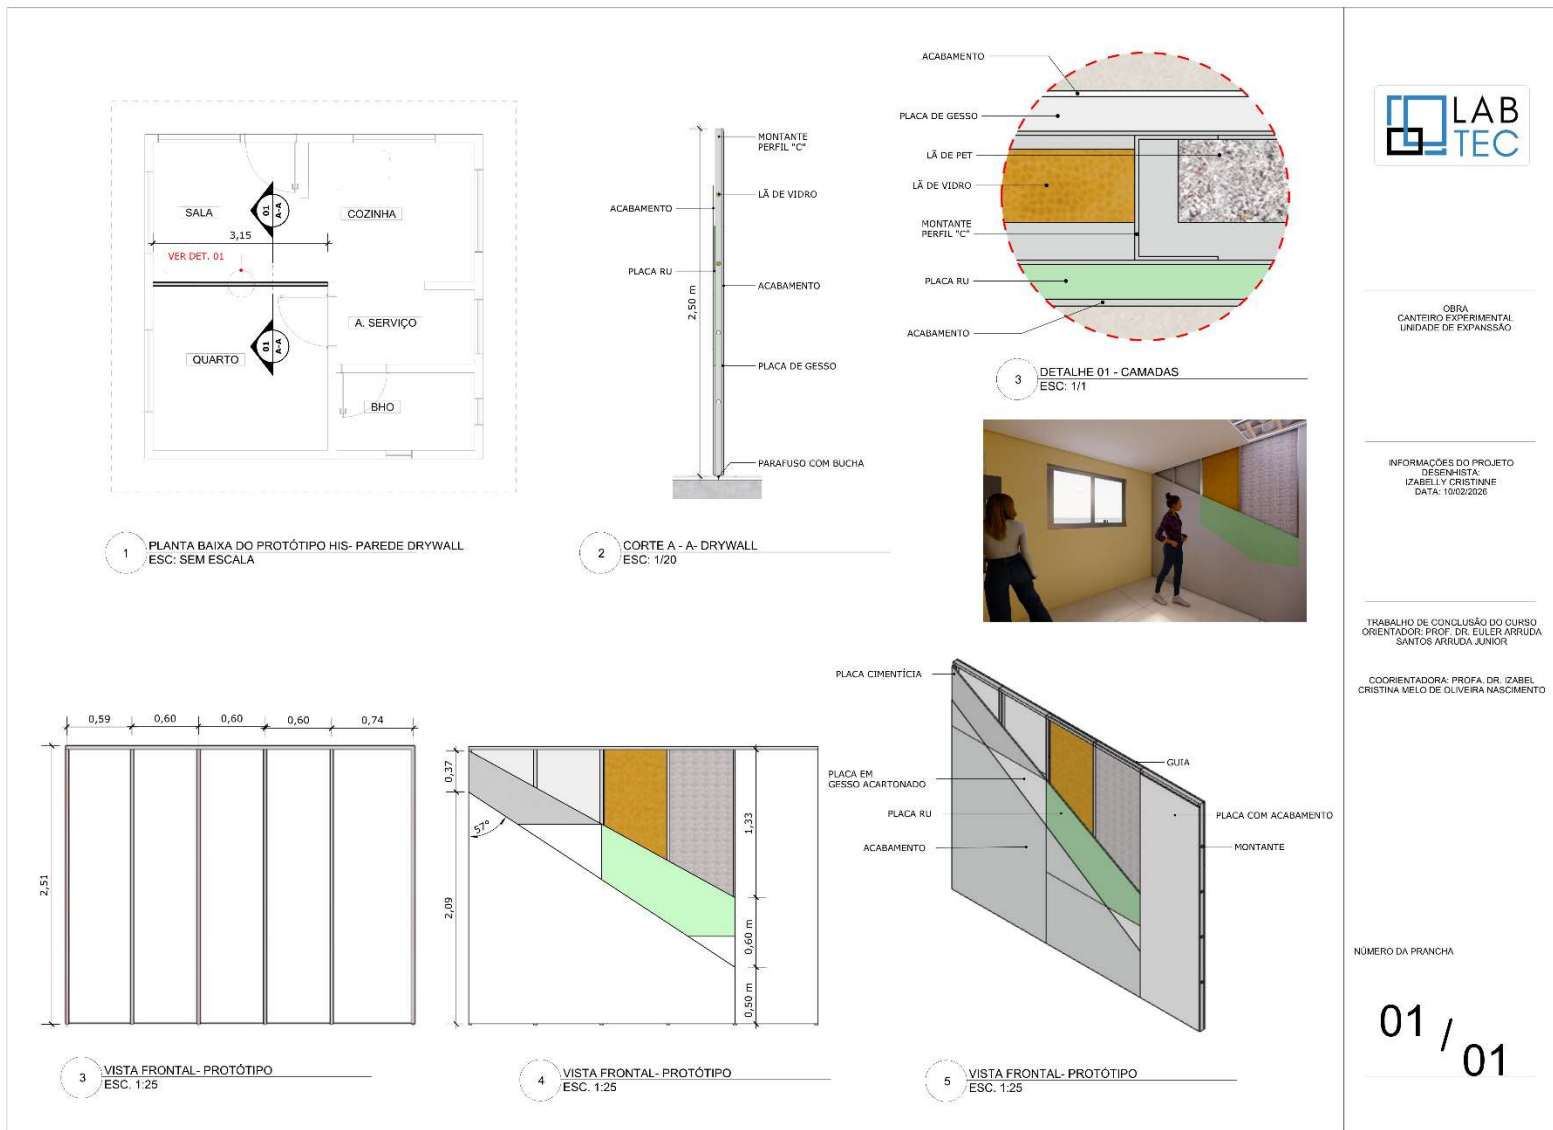 SALA
COZINHA
01
A-A
3,15
VER DET. 01
A. SERVIÇO
01
A-A
QUARTO
BHO
1
PLANTA BAIXA DO PROTÓTIPO HIS- PAREDE DRYWALL
ESC: SEM ESCALA
MONTANTE
PERFIL "C"
LÃ DE VIDRO
ACABAMENTO
PLACA RU
ACABAMENTO
2,50 m
PLACA DE GESSO
PARAFUSO COM BUCHA
2
CORTE A - A- DRYWALL
ESC: 1/20
ACABAMENTO
PLACA DE GESSO
LÃ DE PET
LÃ DE VIDRO
MONTANTE
PERFIL "C"
PLACA RU
ACABAMENTO
3
DETALHE 01 - CAMADAS
ESC: 1/1
0,59
0,60
0,60
0,60
0,74
2,51
3
VISTA FRONTAL- PROTÓTIPO
ESC. 1:25
0,37
57°
2,09
1,33
0,60 m
0,50 m
4
VISTA FRONTAL- PROTÓTIPO
ESC. 1:25
PLACA CIMENTÍCIA
GUIA
PLACA EM
GESSO ACARTONADO
PLACA RU
PLACA COM ACABAMENTO
ACABAMENTO
MONTANTE
5
VISTA FRONTAL- PROTÓTIPO
ESC. 1:25
LAB
TEC
OBRA
CANTEIRO EXPERIMENTAL
UNIDADE DE EXPANSSÃO
INFORMAÇÕES DO PROJETO
DESENHISTA:
IZABELLY CRISTINNE
DATA: 10/02/2026
TRABALHO DE CONCLUSÃO DO CURSO
ORIENTADOR: PROF. DR. EULER ARRUDA
SANTOS ARRUDA JUNIOR
COORIENTADORA: PROFA. DR. IZABEL
CRISTINA MELO DE OLIVEIRA NASCIMENTO
NÚMERO DA PRANCHA
01 / 01